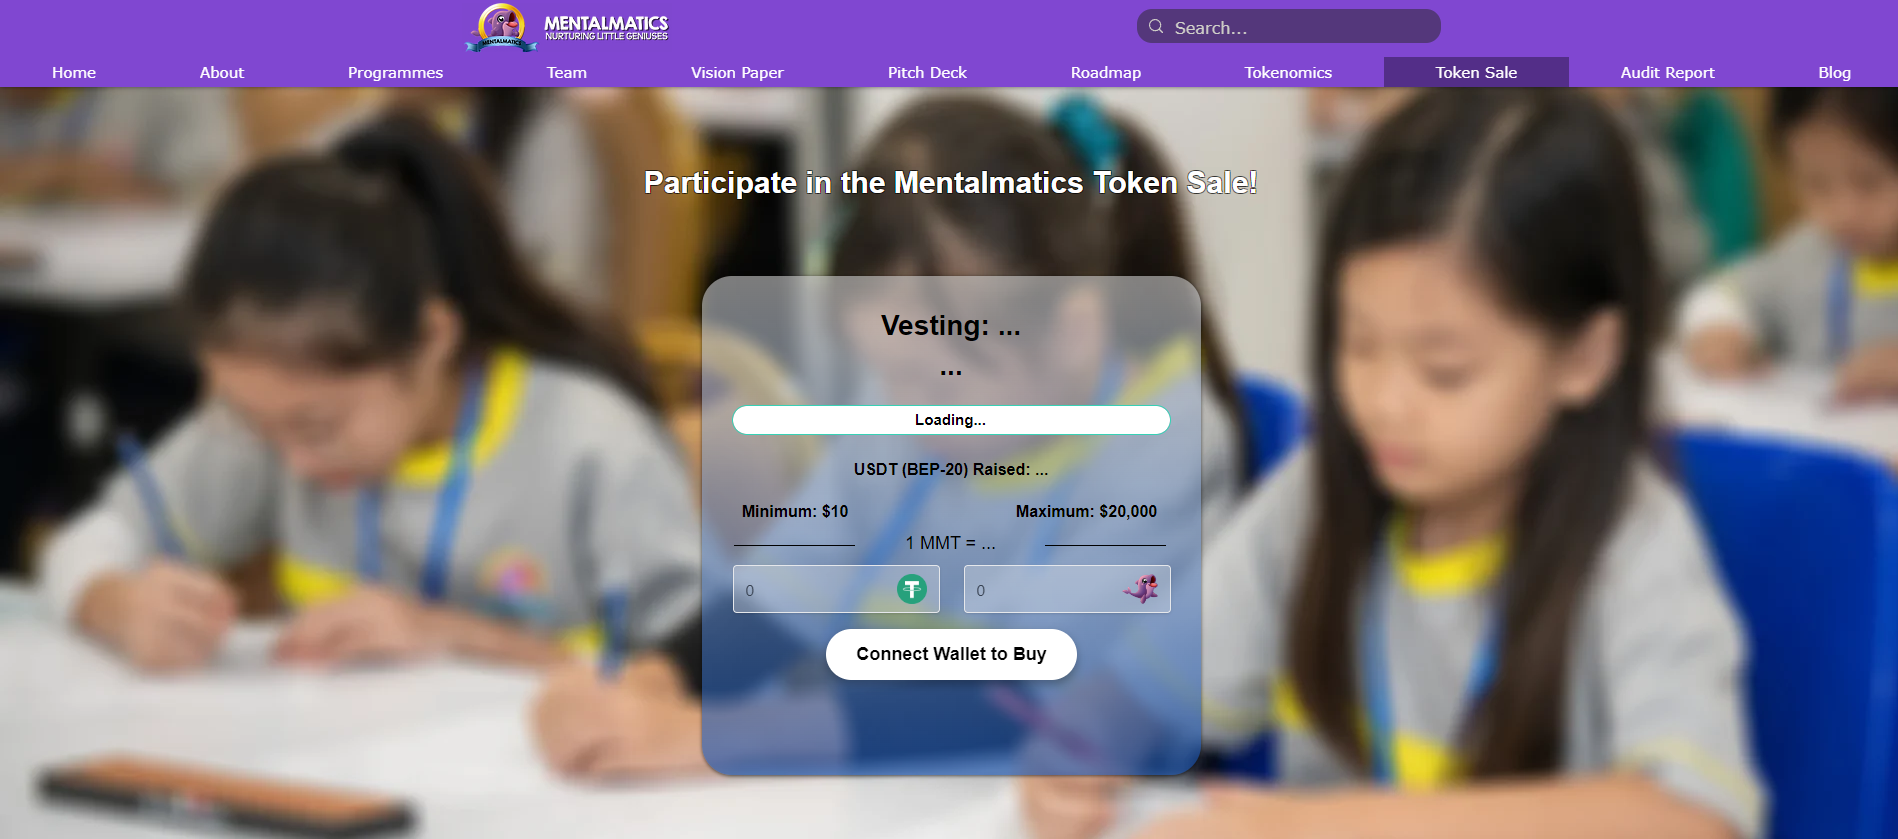 MENTALMATICS
MENTALMATICS
NURTURING LITTLE GENIUSES
Search...
Home About Programmes Team Vision Paper Pitch Deck Roadmap Tokenomics Token Sale Audit Report Blog
Participate in the Mentalmatics Token Sale!
Vesting: ...
...
Loading...
USDT (BEP-20) Raised: ...
Minimum: $10 Maximum: $20,000
1 MMT = ...
0 0
Connect Wallet to Buy